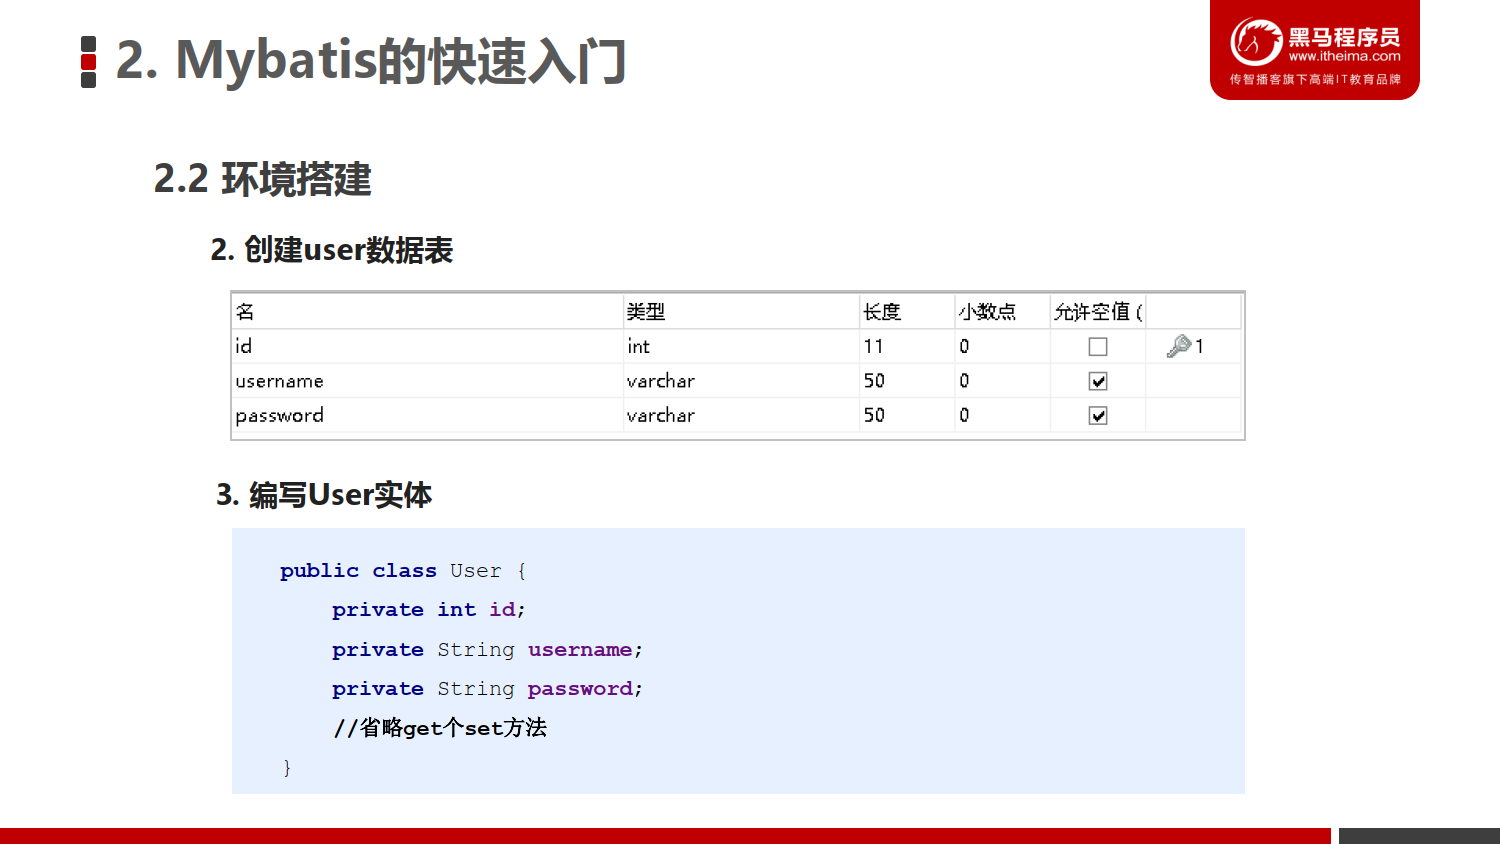 2. Mybatis的快速入门
黑马程序员
www.itheima.com
传智播客旗下高端IT教育品牌
2.2 环境搭建
2. 创建user数据表
名 类型 长度 小数点 允许空值 (
id int 11 0 1
username varchar 50 0
password varchar 50 0
3. 编写User实体
public class User {
private int id;
private String username;
private String password;
//省略get个set方法
}